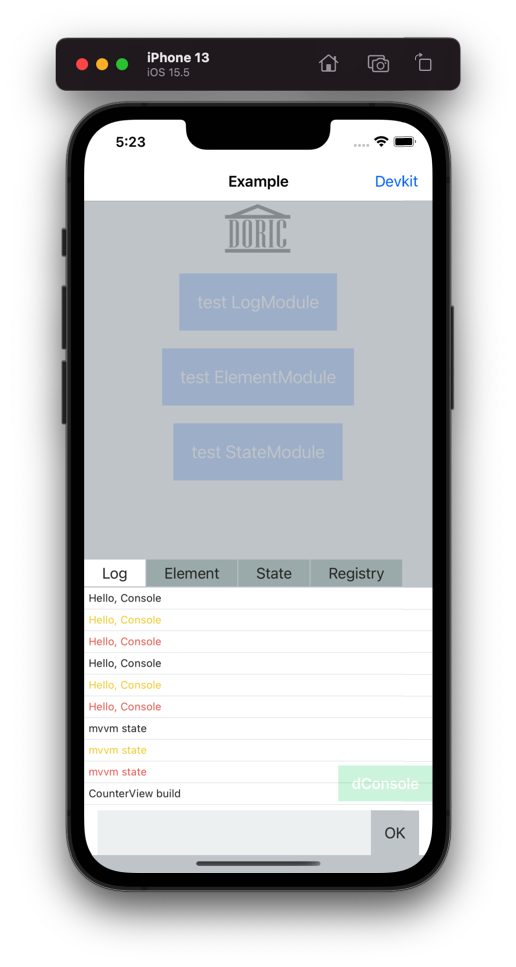 iPhone 13
iOS 15.5
5:23
Example
Devkit
DORIC
test LogModule
test ElementModule
test StateModule
Log
Element
State
Registry
Hello, Console
Hello, Console
Hello, Console
Hello, Console
Hello, Console
Hello, Console
mvvm state
mvvm state
mvvm state
dConsole
CounterView build
OK